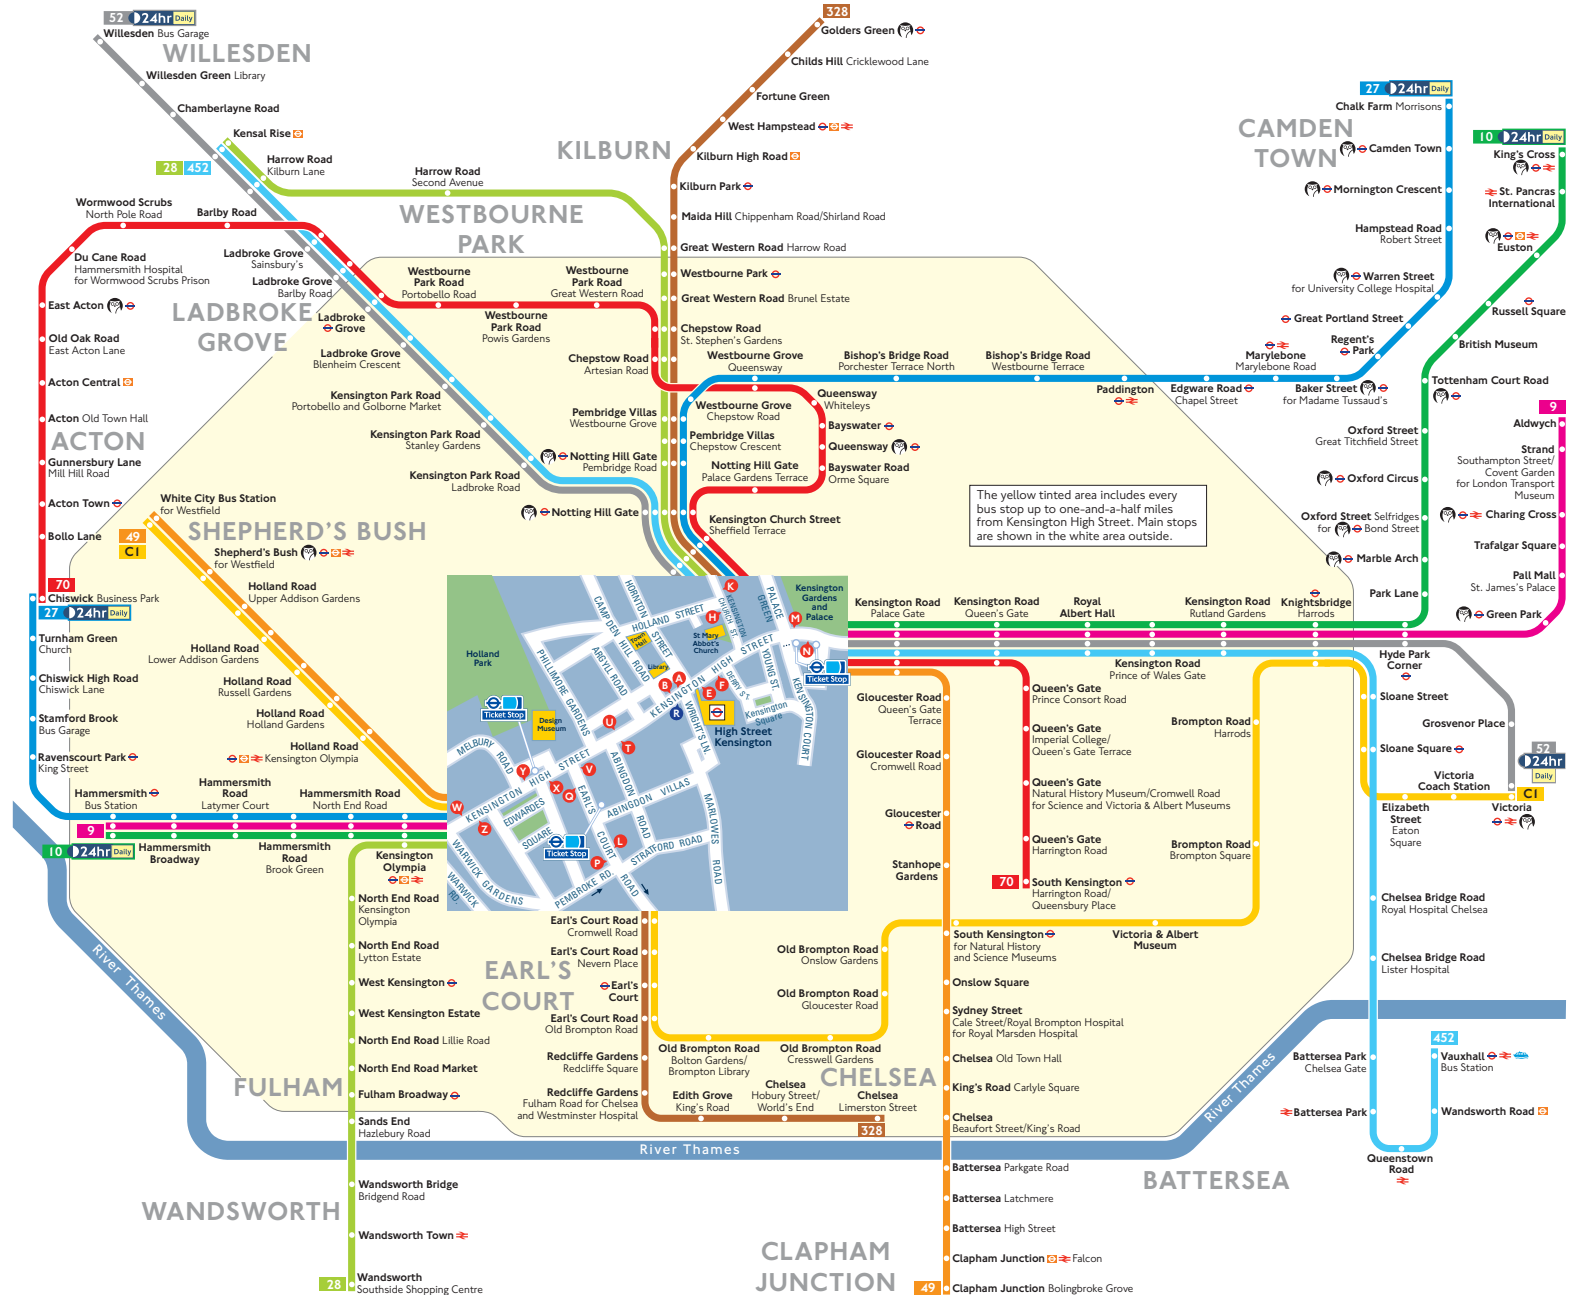 52
24hr
Daily
Willesden Bus Garage
WILLESDEN
Willesden Green Library
Chamberlayne Road
Kensal Rise
28
452
Harrow Road
Kilburn Lane
Harrow Road
Second Avenue
WESTBOURNE
PARK
Wormwood Scrubs
North Pole Road
Barlby Road
Du Cane Road
Hammersmith Hospital
for Wormwood Scrubs Prison
Ladbroke Grove
Sainsbury's
Ladbroke Grove
Barlby Road
LADBROKE
GROVE
Ladbroke
Grove
Ladbroke Grove
Blenheim Crescent
Kensington Park Road
Portobello and Golborne Market
Kensington Park Road
Stanley Gardens
Kensington Park Road
Ladbroke Road
East Acton
Old Oak Road
East Acton Lane
Acton Central
Acton Old Town Hall
ACTON
Gunnersbury Lane
Mill Hill Road
Acton Town
Bollo Lane
70
Chiswick Business Park
27
24hr
Daily
Turnham Green
Church
Chiswick High Road
Chiswick Lane
Stamford Brook
Bus Garage
Ravenscourt Park
King Street
Hammersmith
Bus Station
Hammersmith
Road
Latymer Court
Hammersmith Road
North End Road
9
10
24hr
Daily
Hammersmith
Broadway
Hammersmith
Road
Brook Green
Kensington
Olympia
White City Bus Station
for Westfield
49
C1
SHEPHERD'S BUSH
Shepherd's Bush
for Westfield
Holland Road
Upper Addison Gardens
Holland Road
Lower Addison Gardens
Holland Road
Russell Gardens
Holland Road
Holland Gardens
Holland Road
Kensington Olympia
328
Golders Green
Childs Hill Cricklewood Lane
Fortune Green
West Hampstead
KILBURN
Kilburn High Road
Kilburn Park
Maida Hill Chippenham Road/Shirland Road
Great Western Road Harrow Road
Westbourne Park
Great Western Road Brunel Estate
Chepstow Road
St. Stephen's Gardens
Westbourne
Park Road
Portobello Road
Westbourne
Park Road
Great Western Road
Westbourne
Park Road
Powis Gardens
Chepstow Road
Artesian Road
Westbourne Grove
Queensway
Bishop's Bridge Road
Porchester Terrace North
Bishop's Bridge Road
Westbourne Terrace
Paddington
Edgware Road
Chapel Street
Marylebone
Marylebone Road
Baker Street
for Madame Tussaud's
Regent's
Park
Great Portland Street
Warren Street
for University College Hospital
Hampstead Road
Robert Street
Mornington Crescent
Camden Town
CAMDEN
TOWN
27
24hr
Daily
Chalk Farm Morrisons
10
24hr
Daily
King's Cross
St. Pancras
International
Euston
Russell Square
British Museum
Tottenham Court Road
Oxford Street
Great Titchfield Street
Oxford Circus
Oxford Street Selfridges
for Bond Street
Marble Arch
Park Lane
9
Aldwych
Strand
Southampton Street/
Covent Garden
for London Transport
Museum
Charing Cross
Trafalgar Square
Pall Mall
St. James's Palace
Green Park
Westbourne Grove
Chepstow Road
Queensway
Whiteleys
Bayswater
Queensway
Bayswater Road
Orme Square
Pembridge Villas
Westbourne Grove
Pembridge Villas
Chepstow Crescent
Notting Hill Gate
Pembridge Road
Notting Hill Gate
Palace Gardens Terrace
Notting Hill Gate
Kensington Church Street
Sheffield Terrace
The yellow tinted area includes every
bus stop up to one-and-a-half miles
from Kensington High Street. Main stops
are shown in the white area outside.
Holland
Park
Kensington
Gardens
and
Palace
HORNTON STREET
CAMPDEN HILL ROAD
HOLLAND STREET
KENSINGTON CHURCH ST.
PALACE GREEN
PHILLIMORE GARDENS
ARGYLL ROAD
Town
Hall
Library
St Mary
Abbot's
Church
KENSINGTON HIGH STREET
YOUNG ST.
DERRY ST.
KENSINGTON COURT
Kensington
Square
WRIGHT'S LN.
High Street
Kensington
Ticket Stop
Ticket Stop
Ticket Stop
Design
Museum
MELBURY ROAD
KENSINGTON HIGH STREET
EDWARDES SQUARE
EARL'S COURT ROAD
ABINGDON ROAD
ABINGDON VILLAS
MARLOWES ROAD
STRATFORD ROAD
PEMBROKE RD.
WARWICK GARDENS
WARWICK RD.
K
H
M
N
A
B
E
F
R
U
T
V
Y
X
Q
W
Z
L
P
Kensington Road
Palace Gate
Kensington Road
Queen's Gate
Royal
Albert Hall
Kensington Road
Rutland Gardens
Knightsbridge
Harrods
Kensington Road
Prince of Wales Gate
Hyde Park
Corner
Sloane Street
Grosvenor Place
Sloane Square
52
24hr
Daily
Victoria
Coach Station
C1
Victoria
Elizabeth
Street
Eaton
Square
Brompton Road
Harrods
Brompton Road
Brompton Square
Gloucester Road
Queen's Gate
Terrace
Gloucester Road
Cromwell Road
Gloucester
Road
Stanhope
Gardens
Queen's Gate
Prince Consort Road
Queen's Gate
Imperial College/
Queen's Gate Terrace
Queen's Gate
Natural History Museum/Cromwell Road
for Science and Victoria & Albert Museums
Queen's Gate
Harrington Road
70
South Kensington
Harrington Road/
Queensbury Place
South Kensington
for Natural History
and Science Museums
Victoria & Albert
Museum
Old Brompton Road
Onslow Gardens
Old Brompton Road
Gloucester Road
Onslow Square
Sydney Street
Cale Street/Royal Brompton Hospital
for Royal Marsden Hospital
Chelsea Old Town Hall
King's Road Carlyle Square
Chelsea
Beaufort Street/King's Road
CHELSEA
Battersea Parkgate Road
Battersea Latchmere
Battersea High Street
Clapham Junction Falcon
CLAPHAM
JUNCTION
49
Clapham Junction Bolingbroke Grove
Chelsea Bridge Road
Royal Hospital Chelsea
Chelsea Bridge Road
Lister Hospital
Battersea Park
Chelsea Gate
Battersea Park
Queenstown
Road
452
Vauxhall
Bus Station
Wandsworth Road
BATTERSEA
Earl's Court Road
Cromwell Road
Earl's Court Road
Nevern Place
Earl's
Court
EARL'S
COURT
Earl's Court Road
Old Brompton Road
Redcliffe Gardens
Redcliffe Square
Redcliffe Gardens
Fulham Road for Chelsea
and Westminster Hospital
Old Brompton Road
Bolton Gardens/
Brompton Library
Old Brompton Road
Cresswell Gardens
Edith Grove
King's Road
Chelsea
Hobury Street/
World's End
Chelsea
Limerston Street
328
North End Road
Kensington
Olympia
North End Road
Lytton Estate
West Kensington
West Kensington Estate
North End Road Lillie Road
North End Road Market
FULHAM
Fulham Broadway
Sands End
Hazlebury Road
Wandsworth Bridge
Bridgend Road
WANDSWORTH
Wandsworth Town
28
Wandsworth
Southside Shopping Centre
River Thames
River Thames
River Thames